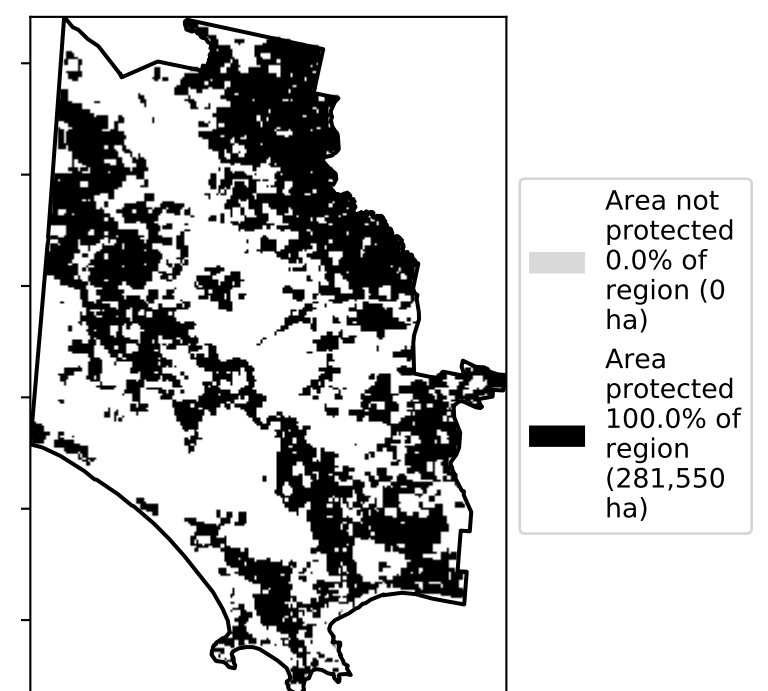 Area not
protected
0.0% of
region (0
ha)
Area
protected
100.0% of
region
(281,550
ha)